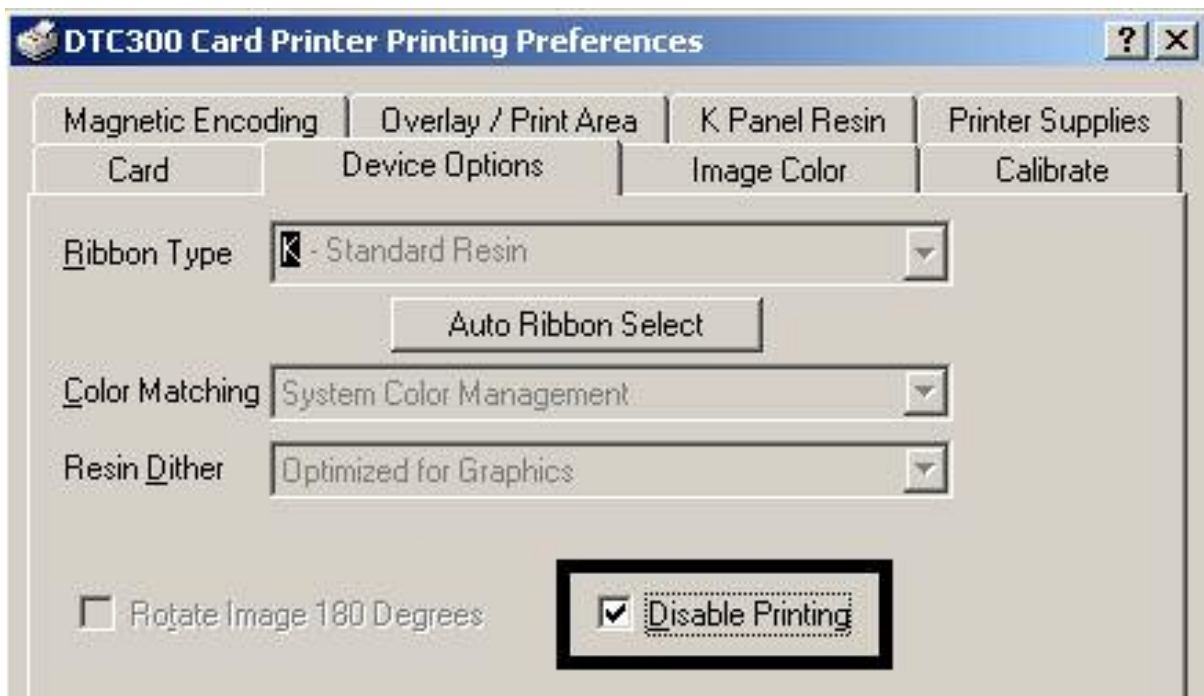 DTC300 Card Printer Printing Preferences
Magnetic Encoding Overlay / Print Area K Panel Resin Printer Supplies
Card Device Options Image Color Calibrate
Ribbon Type K - Standard Resin
Auto Ribbon Select
Color Matching System Color Management
Resin Dither Optimized for Graphics
Rotate Image 180 Degrees Disable Printing